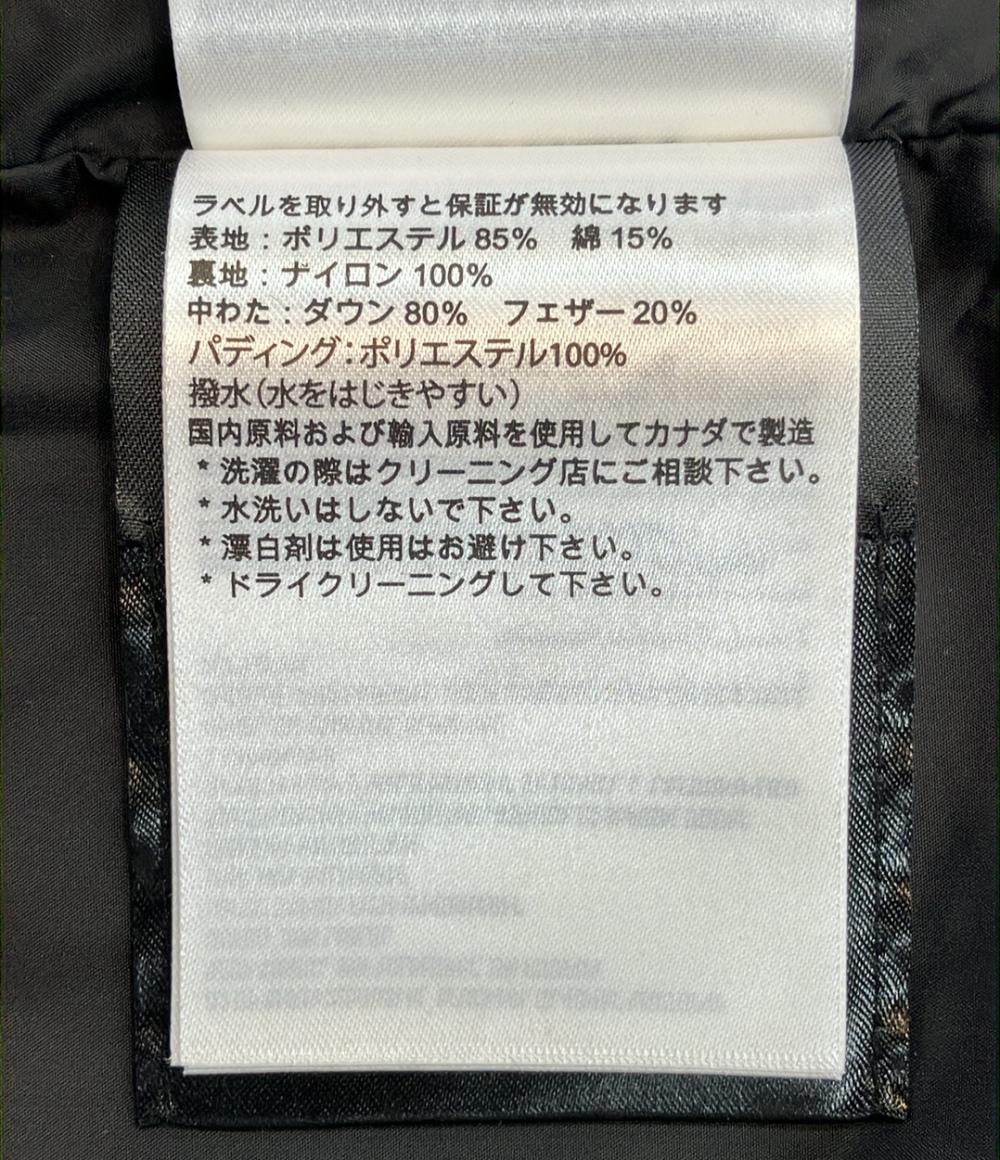 ラベルを取り外すと保証が無効になります
表地：ポリエステル 85%　綿 15%
裏地：ナイロン 100%
中わた：ダウン 80%　フェザー 20%
パディング：ポリエステル100%
撥水（水をはじきやすい）
国内原料および輸入原料を使用してカナダで製造
* 洗濯の際はクリーニング店にご相談下さい。
* 水洗いはしないで下さい。
* 漂白剤は使用はお避け下さい。
* ドライクリーニングして下さい。